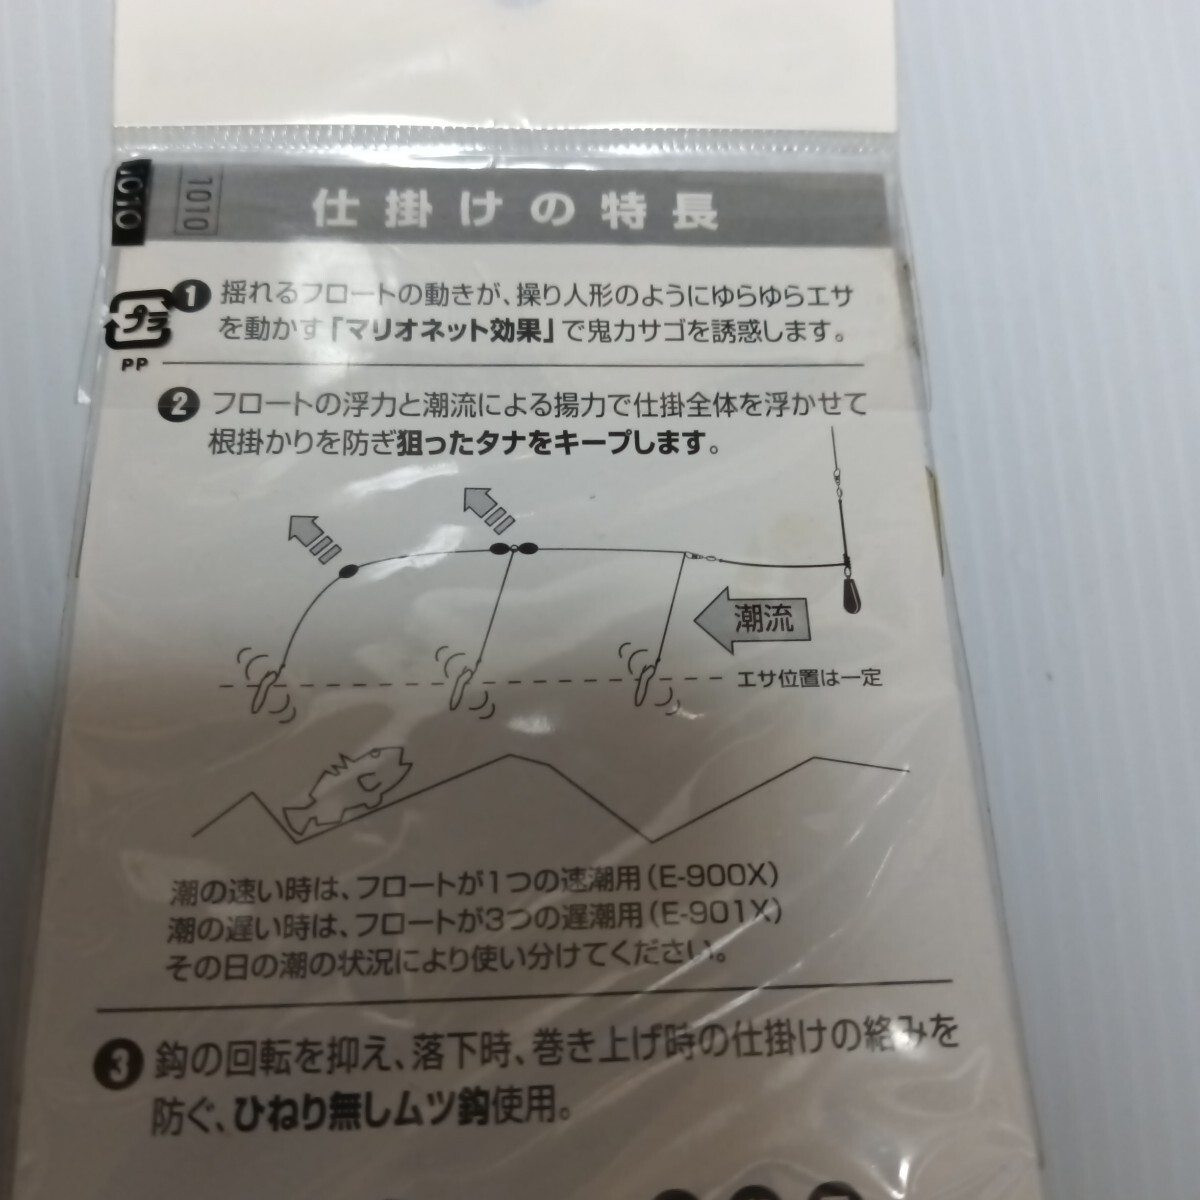 1010
1010
仕掛けの特長
プラ
PP
❶ 揺れるフロートの動きが、操り人形のようにゆらゆらエサ
を動かす「マリオネット効果」で鬼カサゴを誘惑します。
❷ フロートの浮力と潮流による揚力で仕掛全体を浮かせて
根掛かりを防ぎ狙ったタナをキープします。
潮流
エサ位置は一定
潮の速い時は、フロートが1つの速潮用(E-900X)
潮の遅い時は、フロートが3つの遅潮用(E-901X)
その日の潮の状況により使い分けてください。
❸ 鈎の回転を抑え、落下時、巻き上げ時の仕掛けの絡みを
防ぐ、ひねり無しムツ鈎使用。